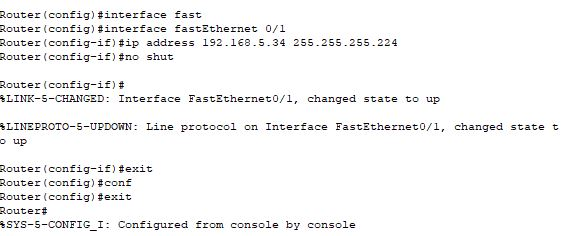 Router(config)#interface fast
Router(config)#interface fastEthernet 0/1
Router(config-if)#ip address 192.168.5.34 255.255.255.224
Router(config-if)#no shut
Router(config-if)#
%LINK-5-CHANGED: Interface FastEthernet0/1, changed state to up
%LINEPROTO-5-UPDOWN: Line protocol on Interface FastEthernet0/1, changed state t
o up
Router(config-if)#exit
Router(config)#conf
Router(config)#exit
Router#
%SYS-5-CONFIG_I: Configured from console by console